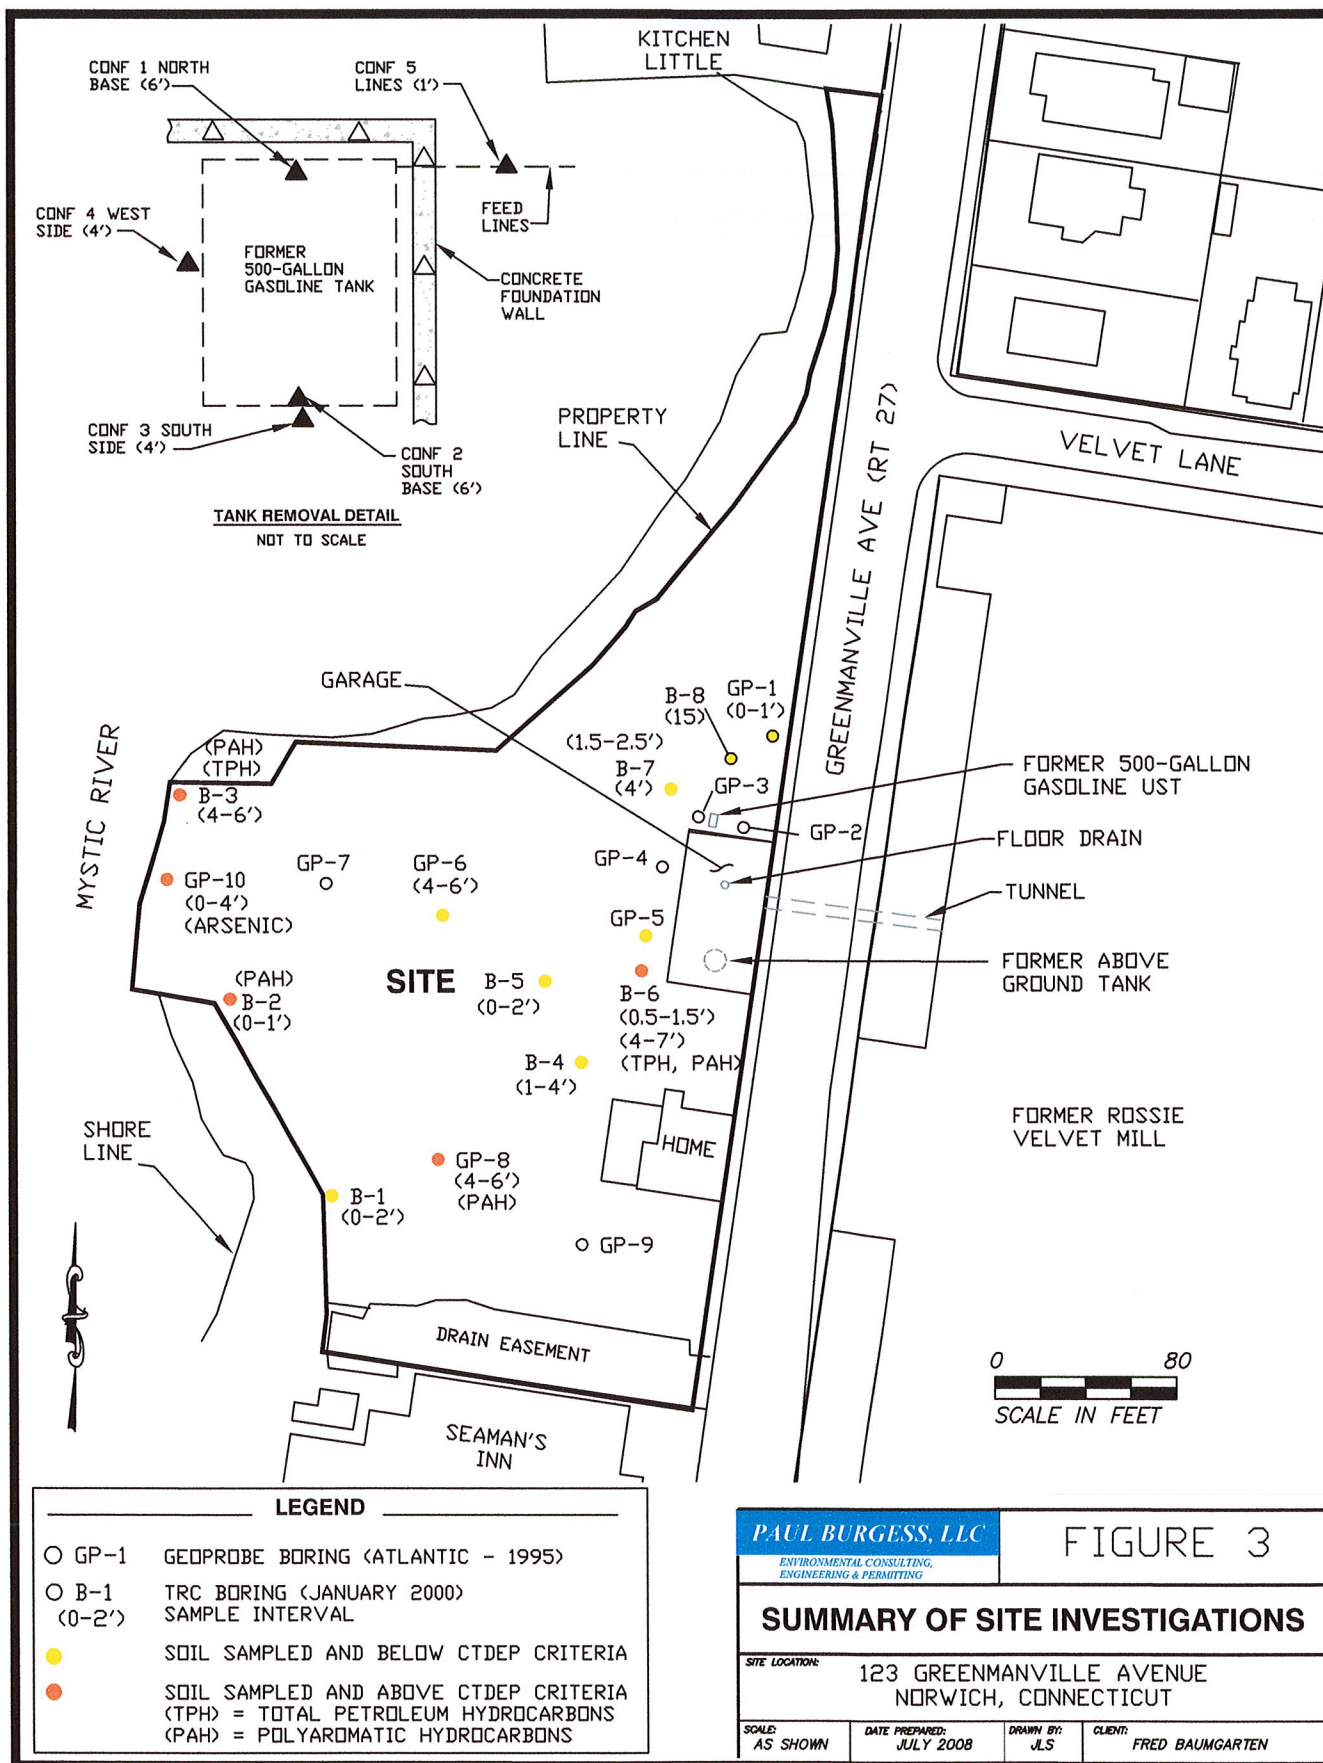 KITCHEN
LITTLE
CONF 1 NORTH
BASE (6')
CONF 5
LINES (1')
CONF 4 WEST
SIDE (4')
FEED
LINES
FORMER
500-GALLON
GASOLINE TANK
CONCRETE
FOUNDATION
WALL
CONF 3 SOUTH
SIDE (4')
CONF 2
SOUTH
BASE (6')
TANK REMOVAL DETAIL
NOT TO SCALE
PROPERTY
LINE
GREENMANVILLE AVE (RT 27)
VELVET LANE
GARAGE
B-8
(15)
GP-1
(0-1')
(1.5-2.5')
B-7
(4')
GP-3
GP-2
FORMER 500-GALLON
GASOLINE UST
FLOOR DRAIN
TUNNEL
FORMER ABOVE
GROUND TANK
MYSTIC RIVER
(PAH)
(TPH)
B-3
(4-6')
GP-10
(0-4')
(ARSENIC)
GP-7
GP-6
(4-6')
GP-4
GP-5
SITE
(PAH)
B-2
(0-1')
B-5
(0-2')
B-6
(0.5-1.5')
(4-7')
(TPH, PAH)
B-4
(1-4')
HOME
FORMER ROSSIE
VELVET MILL
SHORE
LINE
GP-8
(4-6')
(PAH)
B-1
(0-2')
GP-9
DRAIN EASEMENT
SEAMAN'S
INN
0 80
SCALE IN FEET
LEGEND
GP-1 GEOPROBE BORING (ATLANTIC - 1995)
B-1 TRC BORING (JANUARY 2000)
(0-2') SAMPLE INTERVAL
SOIL SAMPLED AND BELOW CTDEP CRITERIA
SOIL SAMPLED AND ABOVE CTDEP CRITERIA
(TPH) = TOTAL PETROLEUM HYDROCARBONS
(PAH) = POLYAROMATIC HYDROCARBONS
PAUL BURGESS, LLC
ENVIRONMENTAL CONSULTING,
ENGINEERING & PERMITTING
FIGURE 3
SUMMARY OF SITE INVESTIGATIONS
SITE LOCATION:
123 GREENMANVILLE AVENUE
NORWICH, CONNECTICUT
SCALE:
AS SHOWN
DATE PREPARED:
JULY 2008
DRAWN BY:
JLS
CLIENT:
FRED BAUMGARTEN